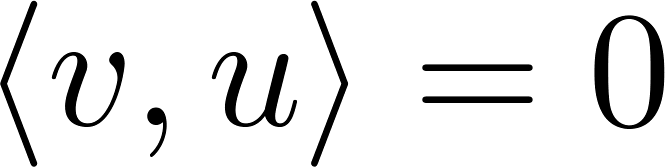 ⟨v, u⟩ = 0